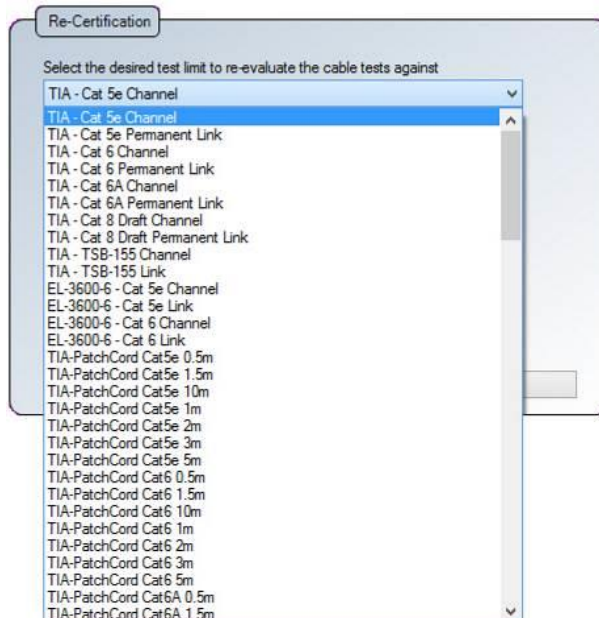 Re-Certification
Select the desired test limit to re-evaluate the cable tests against
TIA - Cat 5e Channel
TIA - Cat 5e Channel
TIA - Cat 5e Permanent Link
TIA - Cat 6 Channel
TIA - Cat 6 Permanent Link
TIA - Cat 6A Channel
TIA - Cat 6A Permanent Link
TIA - Cat 8 Draft Channel
TIA - Cat 8 Draft Permanent Link
TIA - TSB-155 Channel
TIA - TSB-155 Link
EL-3600-6 - Cat 5e Channel
EL-3600-6 - Cat 5e Link
EL-3600-6 - Cat 6 Channel
EL-3600-6 - Cat 6 Link
TIA-PatchCord Cat5e 0.5m
TIA-PatchCord Cat5e 1.5m
TIA-PatchCord Cat5e 10m
TIA-PatchCord Cat5e 1m
TIA-PatchCord Cat5e 2m
TIA-PatchCord Cat5e 3m
TIA-PatchCord Cat5e 5m
TIA-PatchCord Cat6 0.5m
TIA-PatchCord Cat6 1.5m
TIA-PatchCord Cat6 10m
TIA-PatchCord Cat6 1m
TIA-PatchCord Cat6 2m
TIA-PatchCord Cat6 3m
TIA-PatchCord Cat6 5m
TIA-PatchCord Cat6A 0.5m
TIA-PatchCord Cat6A 1.5m